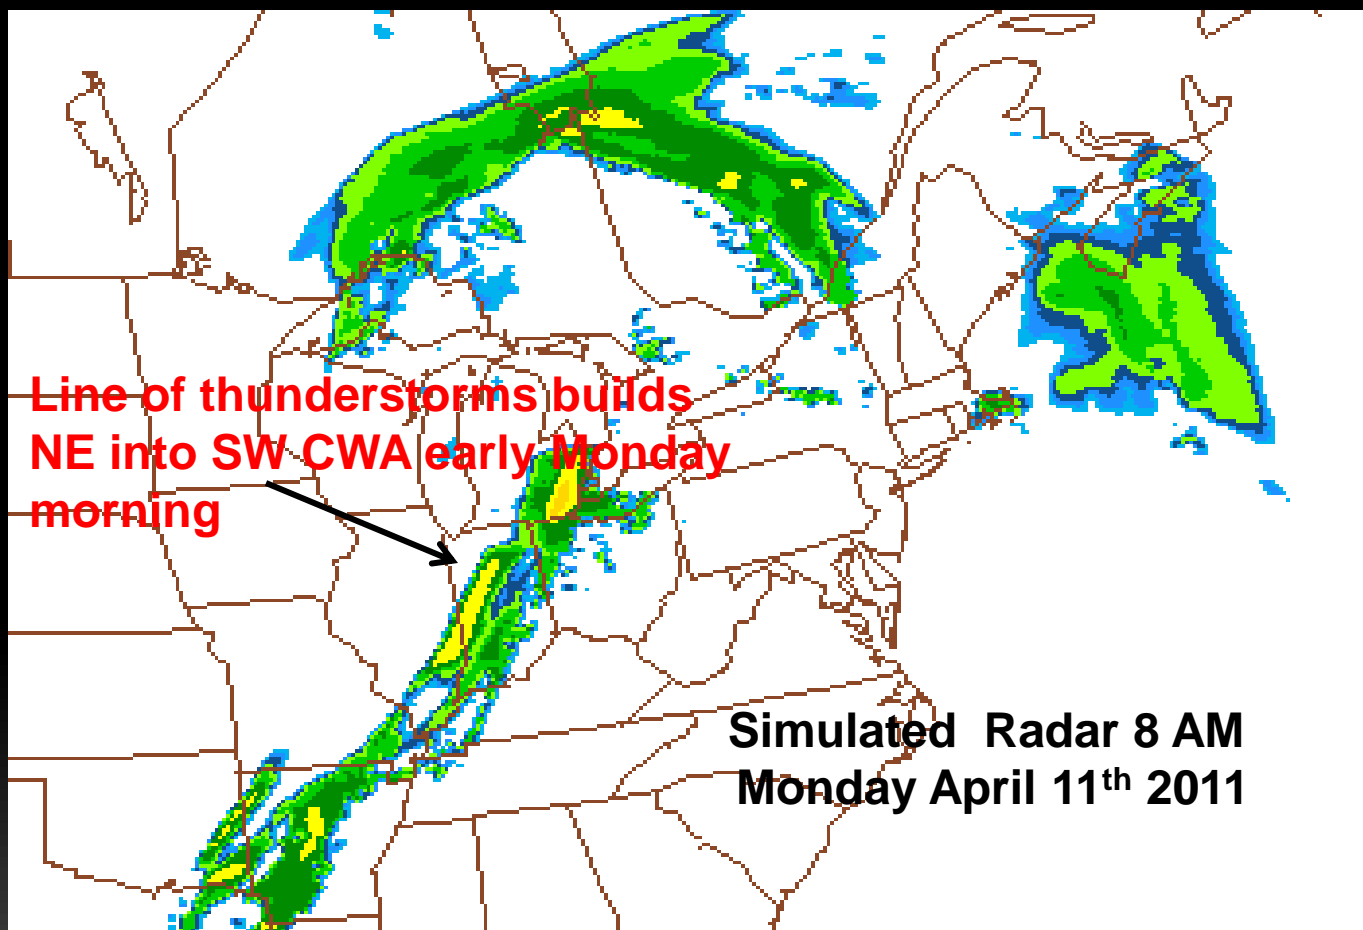 Line of thunderstorms builds
NE into SW CWA early Monday
morning
Simulated  Radar 8 AM
Monday April 11th 2011